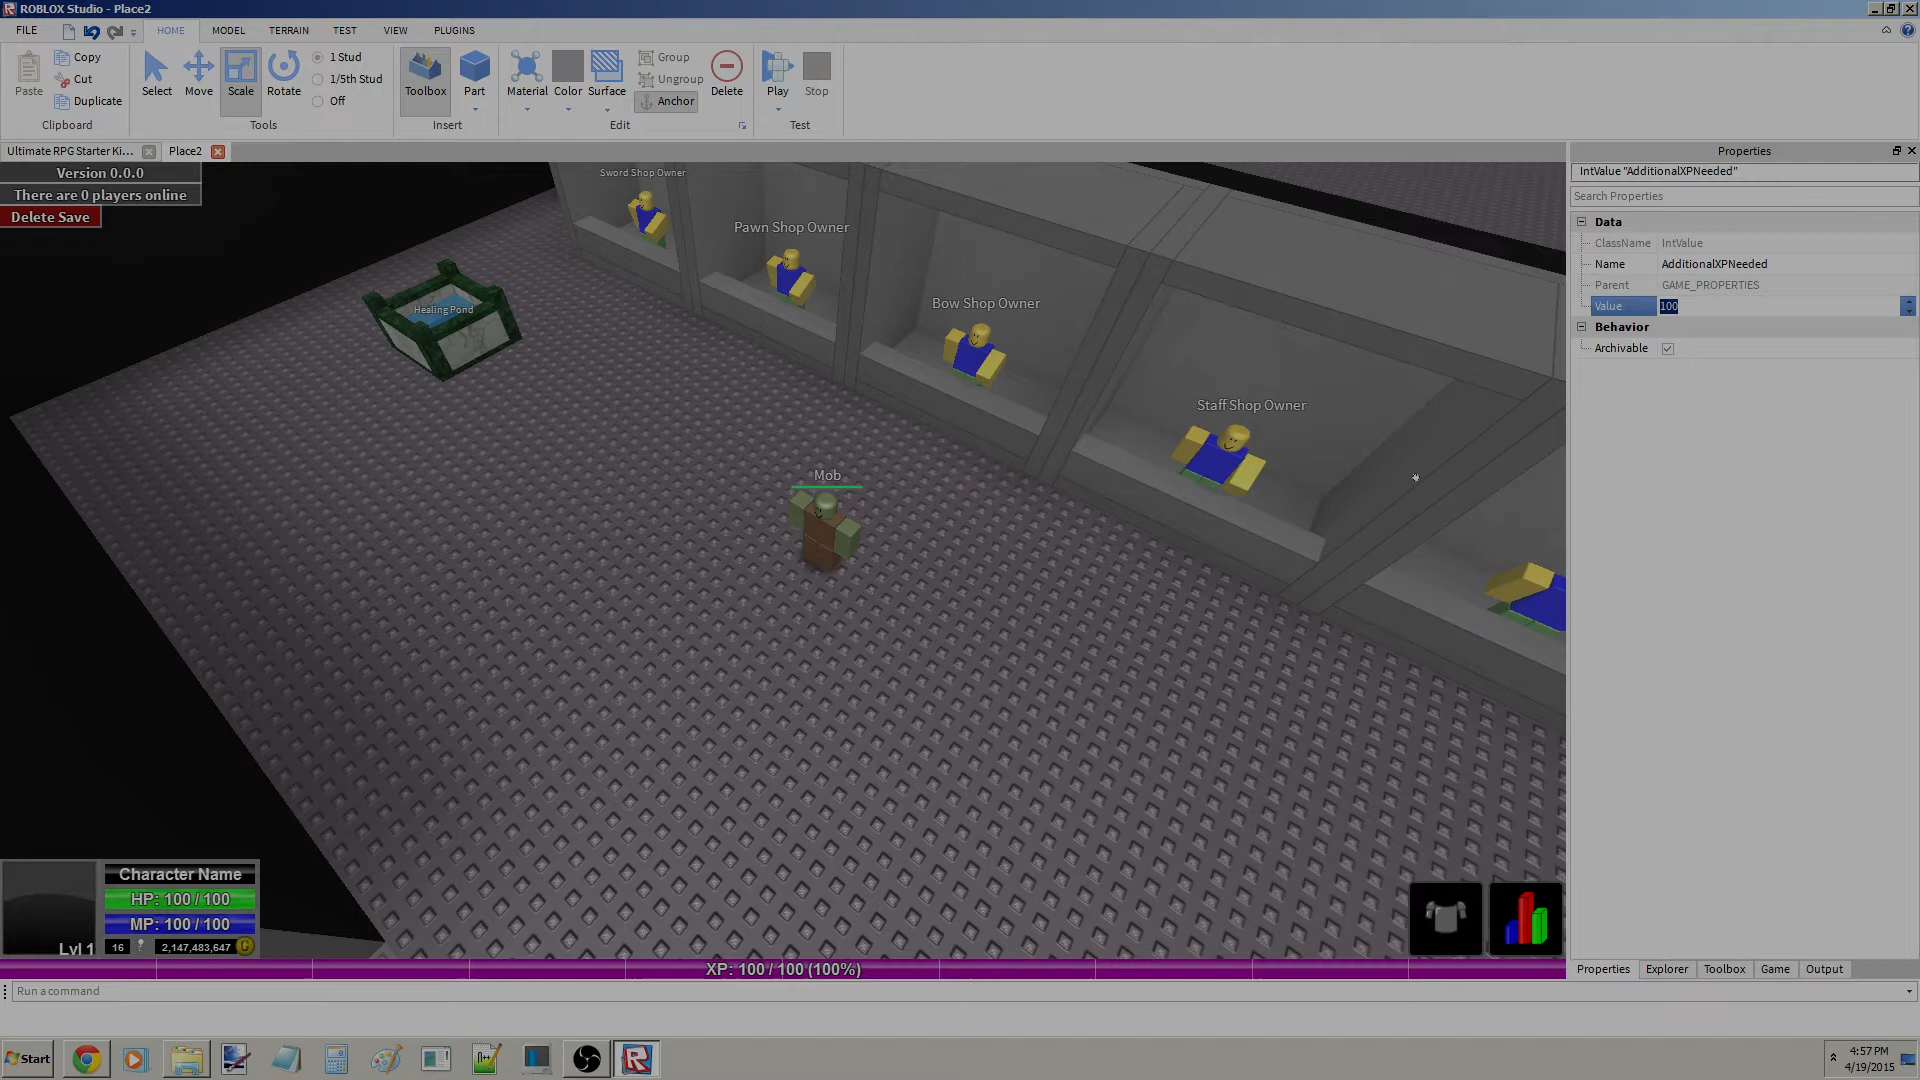 ROBLOX Studio - Place2
FILE
HOME
MODEL
TERRAIN
TEST
VIEW
PLUGINS
Paste
Copy
Cut
Duplicate
Clipboard
Select
Move
Scale
Rotate
1 Stud
1/5th Stud
Off
Tools
Toolbox
Part
Insert
Material
Color
Surface
Group
Ungroup
Anchor
Delete
Edit
Play
Stop
Test
Ultimate RPG Starter Ki...
Place2
Version 0.0.0
There are 0 players online
Delete Save
Sword Shop Owner
Pawn Shop Owner
Bow Shop Owner
Staff Shop Owner
Healing Pond
Mob
Character Name
HP: 100 / 100
MP: 100 / 100
Lvl 1
16
2,147,483,647
G
XP: 100 / 100 (100%)
Properties
IntValue "AdditionalXPNeeded"
Search Properties
Data
ClassName IntValue
Name AdditionalXPNeeded
Parent GAME_PROPERTIES
Value 100
Behavior
Archivable
Properties
Explorer
Toolbox
Game
Output
Run a command
Start
4:57 PM
4/19/2015